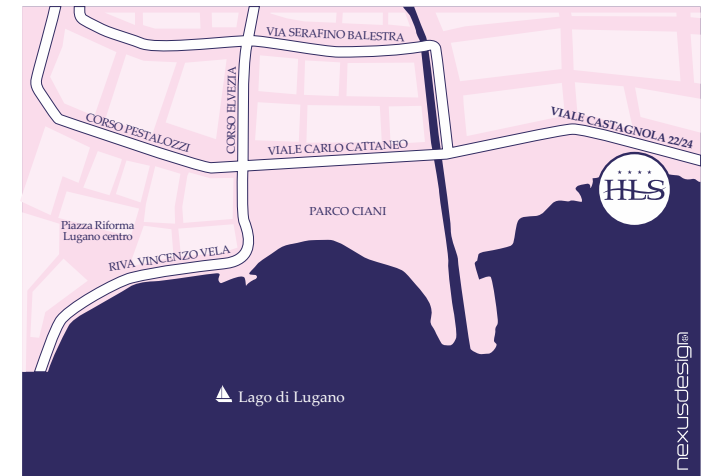 VIA SERAFINO BALESTRA
CORSO ELVEZIA
CORSO PESTALOZZI
VIALE CARLO CATTANEO
VIALE CASTAGNOLA 22/24
HLS
PARCO CIANI
Piazza Riforma
Lugano centro
RIVA VINCENZO VELA
Lago di Lugano
nexusdesign